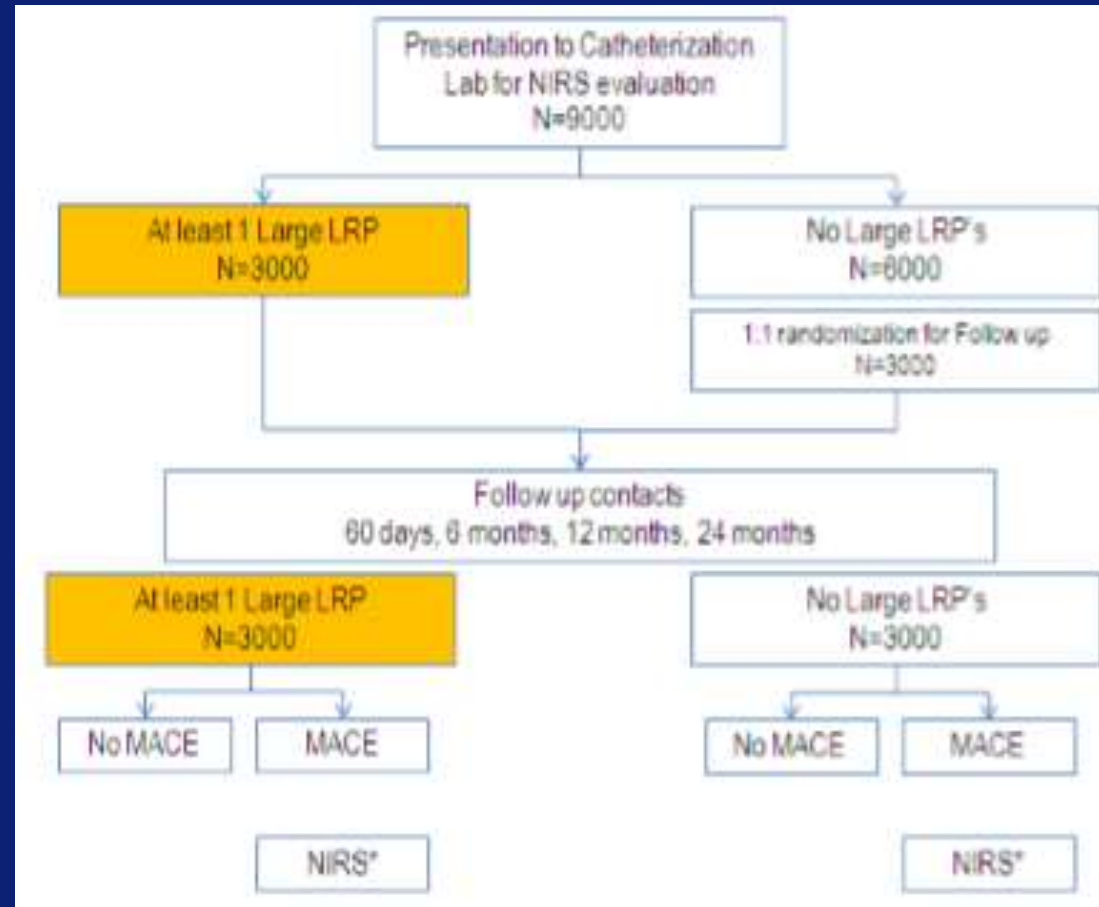 Presentation to Catheterization
Lab for NIRS evaluation
N=9000
At least 1 Large LRP
N=3000
No Large LRP's
N=6000
1:1 randomization for Follow up
N=3000
Follow up contacts
60 days, 6 months, 12 months, 24 months
At least 1 Large LRP
N=3000
No Large LRP's
N=3000
No MACE
MACE
No MACE
MACE
NIRS*
NIRS*